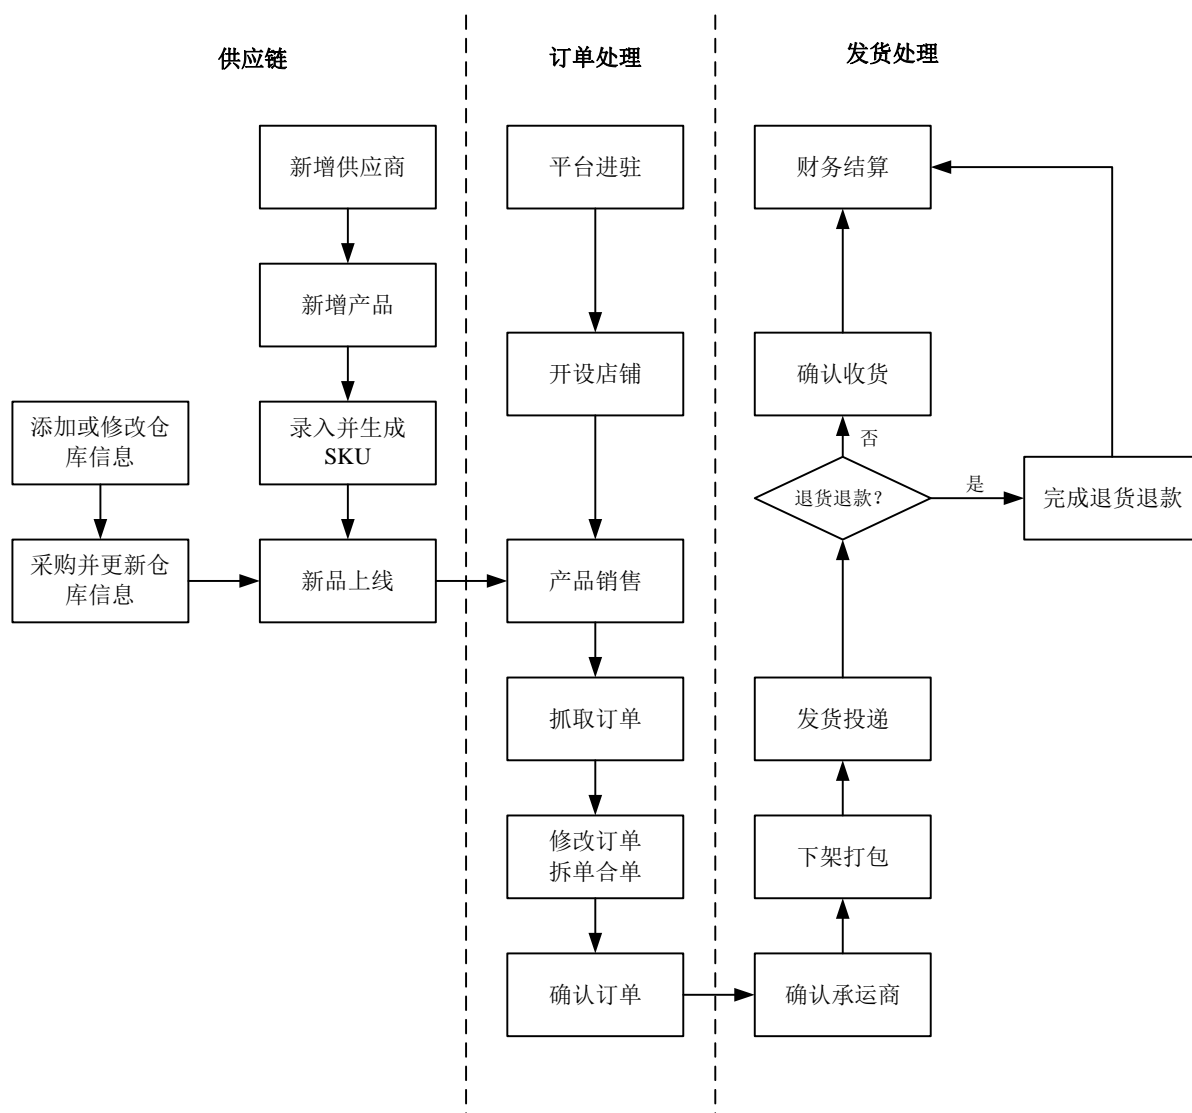 供应链
订单处理
发货处理
新增供应商
平台进驻
财务结算
新增产品
开设店铺
确认收货
添加或修改仓
库信息
录入并生成
SKU
否
退货退款？
是
完成退货退款
采购并更新仓
库信息
新品上线
产品销售
抓取订单
发货投递
修改订单
拆单合单
下架打包
确认订单
确认承运商